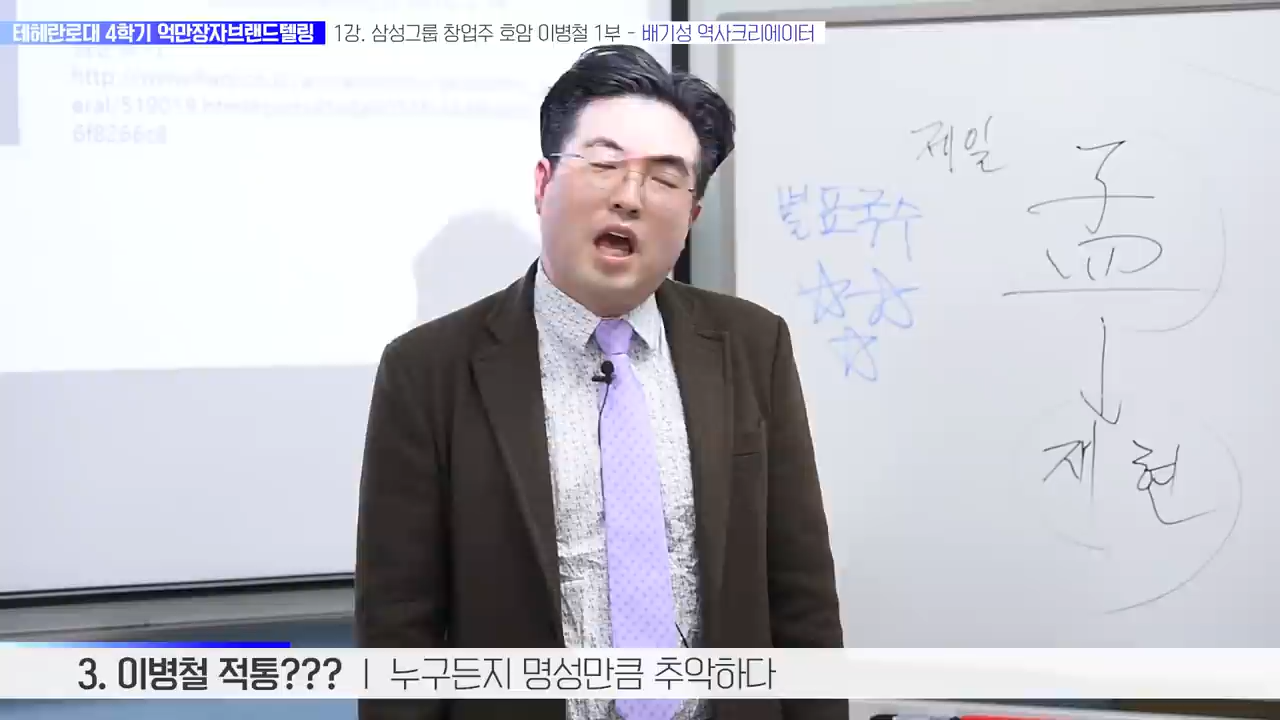 테헤란로대 4학기 억만장자브랜드텔링 1강. 삼성그룹 창업주 호암 이병철 1부 - 배기성 역사크리에이터
제일
孟
별표국수
재현
3. 이병철 적통??? | 누구든지 명성만큼 추악하다